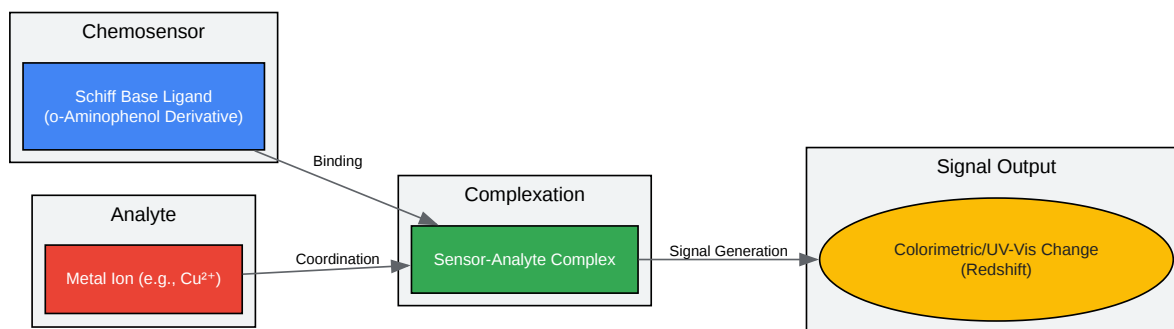 Chemosensor
Schiff Base Ligand
(o-Aminophenol Derivative)
Binding
Analyte
Metal Ion (e.g., Cu²⁺)
Coordination
Complexation
Sensor-Analyte Complex
Signal Generation
Signal Output
Colorimetric/UV-Vis Change
(Redshift)